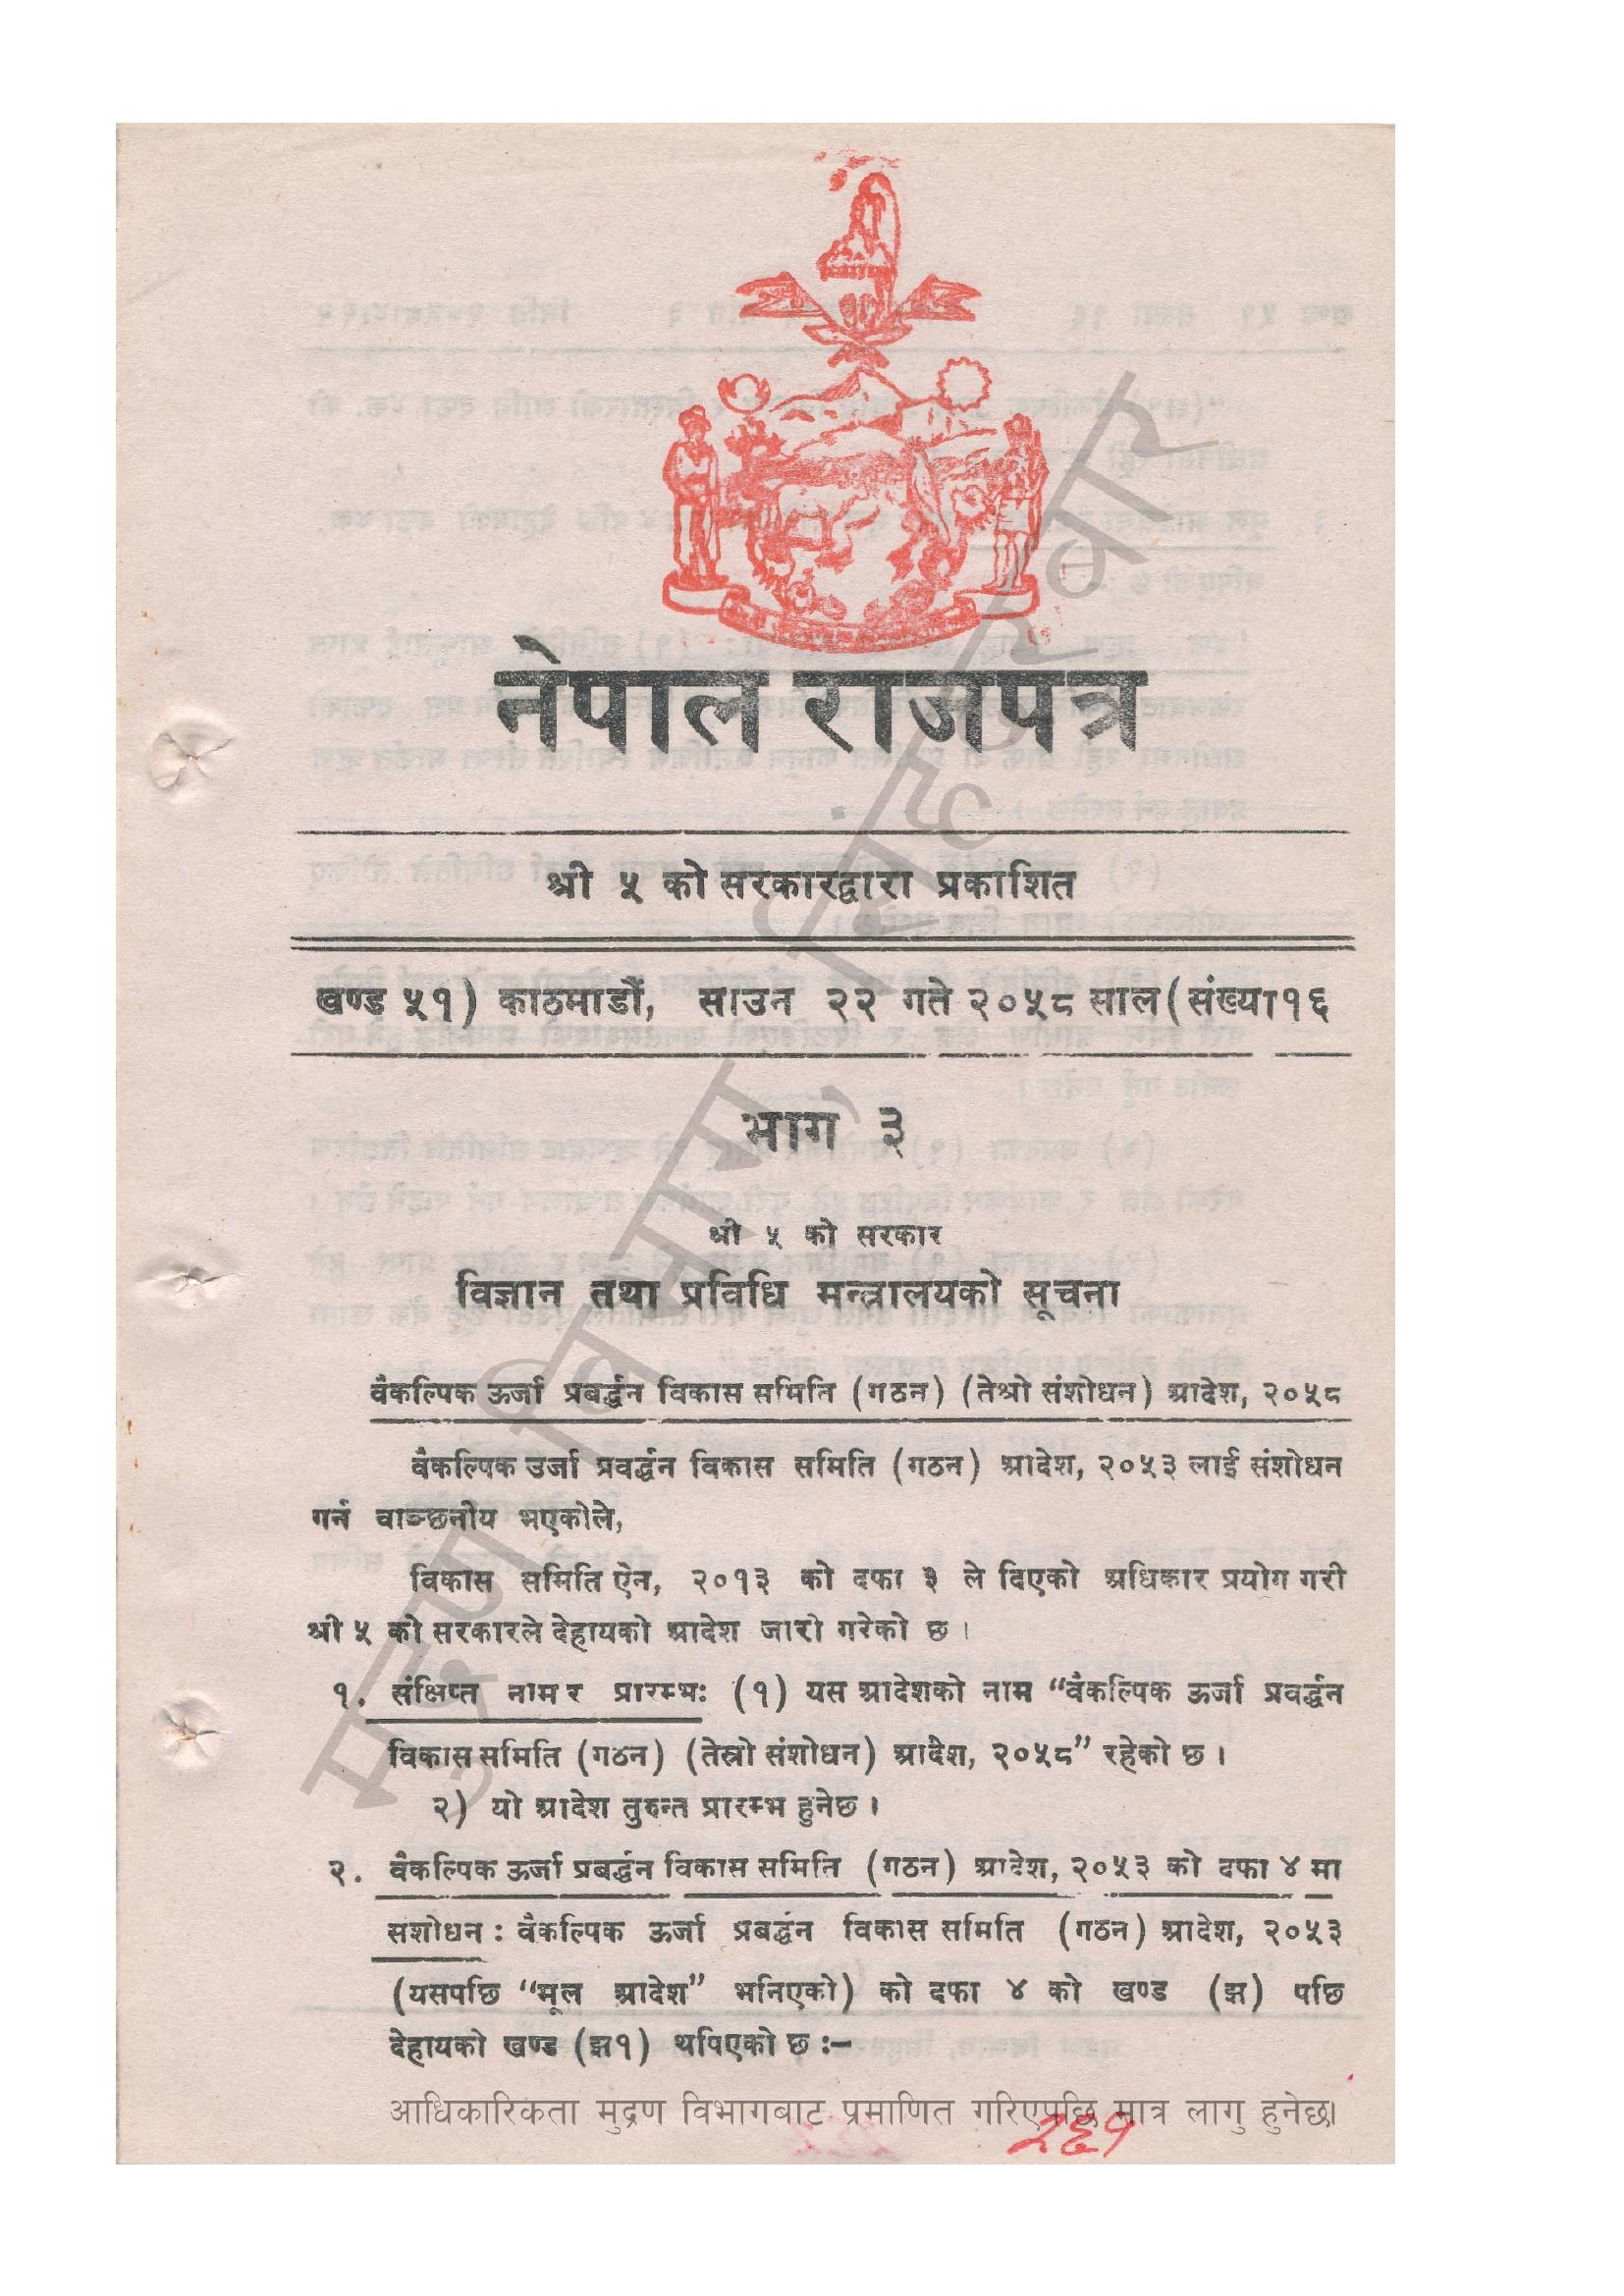 नेपाल राजपत्र
श्री ५ को सरकारद्वारा प्रकाशित
खण्ड ५१) काठमाडौं, साउन २२ गते २०५८ साल (संख्या १६
भाग ३
श्री ५ को सरकार
विज्ञान तथा प्रविधि मन्त्रालयको सूचना
वैकल्पिक ऊर्जा प्रबर्द्धन विकास समिति (गठन) (तेश्रो संशोधन) आदेश, २०५८
वैकल्पिक उर्जा प्रवर्द्धन विकास समिति (गठन) आदेश, २०५३ लाई संशोधन
गर्न वाञ्छनीय भएकोले,
विकास समिति ऐन, २०१३ को दफा ३ ले दिएको अधिकार प्रयोग गरी
श्री ५ को सरकारले देहायको आदेश जारी गरेको छ ।
१. संक्षिप्त नाम र प्रारम्भः (१) यस आदेशको नाम “वैकल्पिक ऊर्जा प्रवर्द्धन
विकास समिति (गठन) (तेस्रो संशोधन) आदेश, २०५८” रहेको छ ।
२) यो आदेश तुरुन्त प्रारम्भ हुनेछ ।
२. वैकल्पिक ऊर्जा प्रबर्द्धन विकास समिति (गठन) आदेश, २०५३ को दफा ४ मा
सशोधन : वैकल्पिक ऊर्जा प्रबर्द्धन विकास समिति (गठन) आदेश, २०५३
(यसपछि “मूल आदेश” भनिएको) को दफा ४ को खण्ड (झ) पछि
देहायको खण्ड (झ१) थपिएको छ :–
आधिकारिकता मुद्रण विभागबाट प्रमाणित गरिएपछि मात्र लागु हुनेछ।
२६१
मुद्रण विभाग, सिंहदरबार